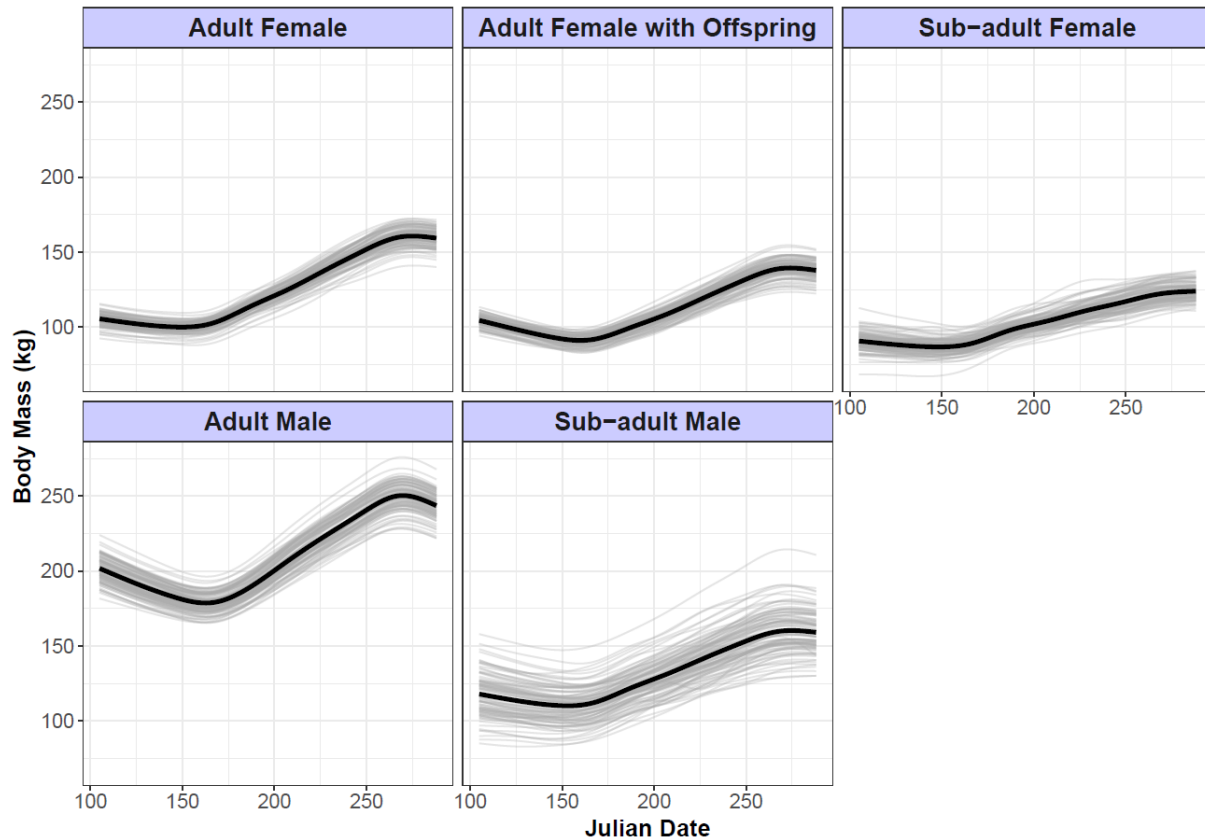 Adult Female
Adult Female with Offspring
Sub−adult Female
250
200
150
100
100 150 200 250
Adult Male
Sub−adult Male
250
200
150
100
100 150 200 250
100 150 200 250
Body Mass (kg)
Julian Date